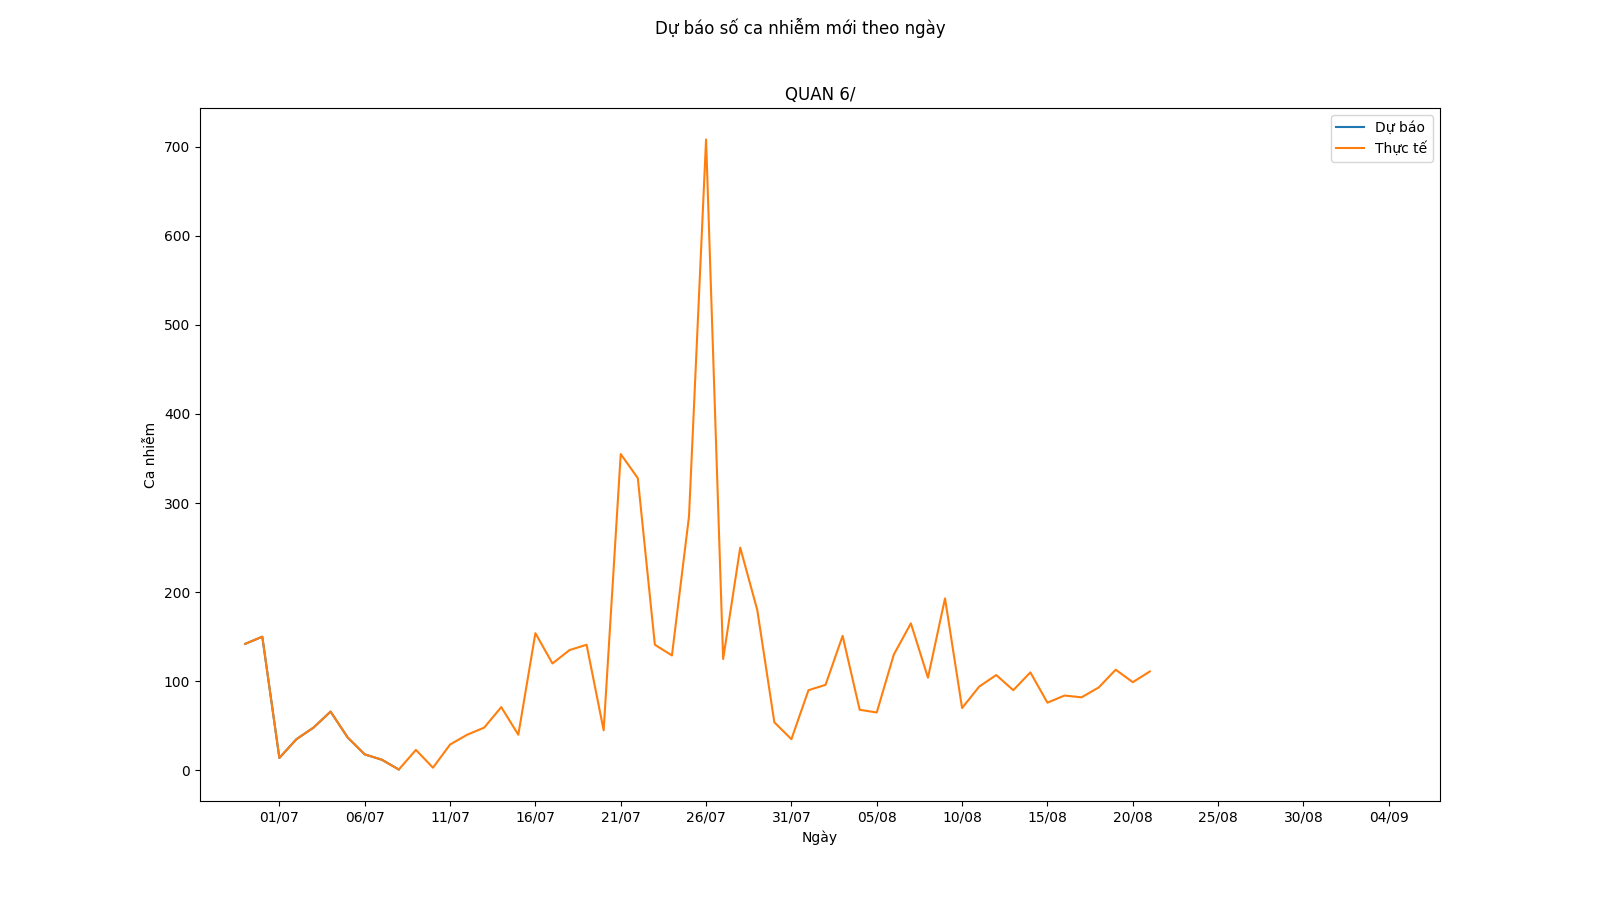 Dự báo số ca nhiễm mới theo ngày
QUAN 6/
Dự báo
Thực tế
700
600
500
400
300
200
100
0
Ca nhiễm
01/07 06/07 11/07 16/07 21/07 26/07 31/07 05/08 10/08 15/08 20/08 25/08 30/08 04/09
Ngày